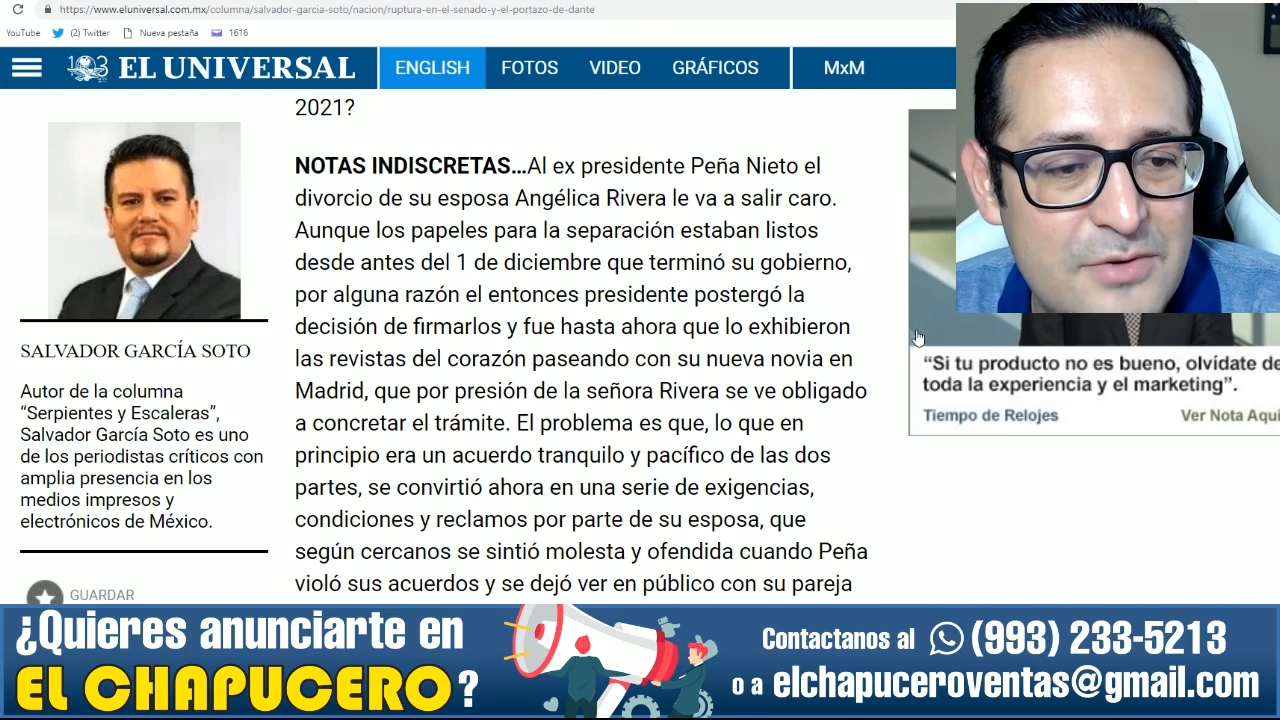 https://www.eluniversal.com.mx/columna/salvador-garcia-soto/nacion/ruptura-en-el-senado-y-el-portazo-de-dante
YouTube
(2) Twitter
Nueva pestaña
1616
103
EL UNIVERSAL
ENGLISH
FOTOS
VIDEO
GRÁFICOS
MxM
SALVADOR GARCÍA SOTO
Autor de la columna
“Serpientes y Escaleras”,
Salvador García Soto es uno
de los periodistas críticos con
amplia presencia en los
medios impresos y
electrónicos de México.
GUARDAR
2021?
NOTAS INDISCRETAS...Al ex presidente Peña Nieto el
divorcio de su esposa Angélica Rivera le va a salir caro.
Aunque los papeles para la separación estaban listos
desde antes del 1 de diciembre que terminó su gobierno,
por alguna razón el entonces presidente postergó la
decisión de firmarlos y fue hasta ahora que lo exhibieron
las revistas del corazón paseando con su nueva novia en
Madrid, que por presión de la señora Rivera se ve obligado
a concretar el trámite. El problema es que, lo que en
principio era un acuerdo tranquilo y pacífico de las dos
partes, se convirtió ahora en una serie de exigencias,
condiciones y reclamos por parte de su esposa, que
según cercanos se sintió molesta y ofendida cuando Peña
violó sus acuerdos y se dejó ver en público con su pareja
“Si tu producto no es bueno, olvídate de
toda la experiencia y el marketing”.
Tiempo de Relojes
Ver Nota Aquí
¿Quieres anunciarte en
EL CHAPUCERO?
Contactanos al (993) 233-5213
o a elchapuceroventas@gmail.com